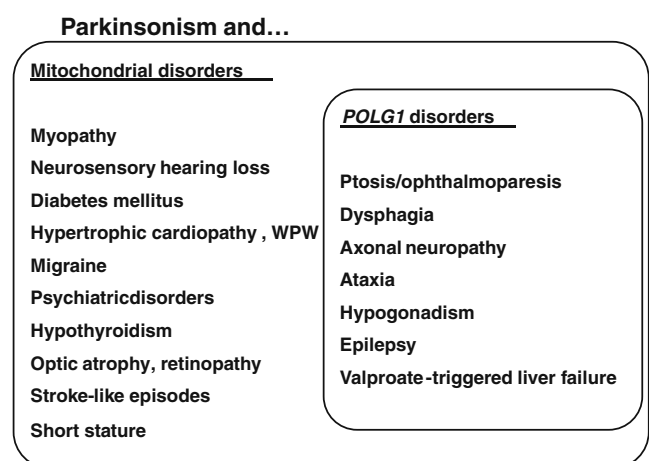 Parkinsonism and...
Mitochondrial disorders
Myopathy
Neurosensory hearing loss
Diabetes mellitus
Hypertrophic cardiopathy , WPW
Migraine
Psychiatricdisorders
Hypothyroidism
Optic atrophy, retinopathy
Stroke-like episodes
Short stature
POLG1 disorders
Ptosis/ophthalmoparesis
Dysphagia
Axonal neuropathy
Ataxia
Hypogonadism
Epilepsy
Valproate-triggered liver failure